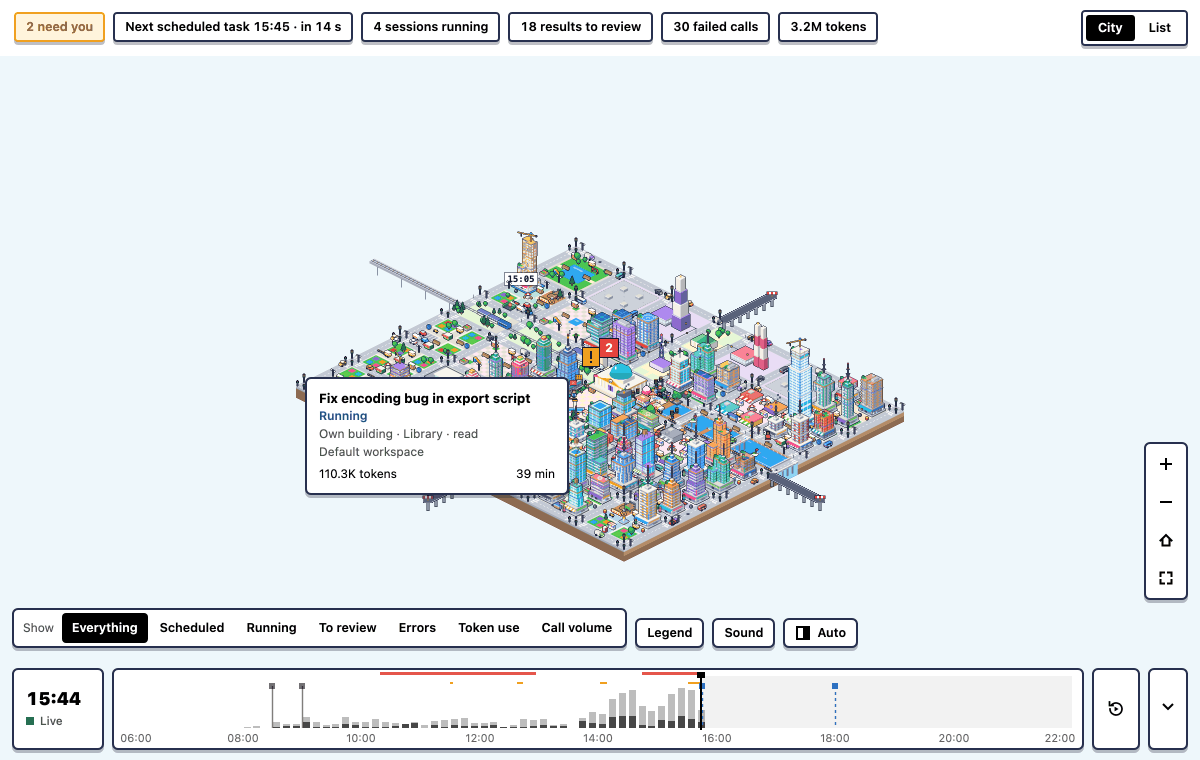 2 need you
Next scheduled task 15:45 · in 14 s
4 sessions running
18 results to review
30 failed calls
3.2M tokens
City
List
15:05
!
2
Fix encoding bug in export script
Running
Own building · Library · read
Default workspace
110.3K tokens
39 min
Show
Everything
Scheduled
Running
To review
Errors
Token use
Call volume
Legend
Sound
Auto
15:44
Live
06:00
08:00
10:00
12:00
14:00
16:00
18:00
20:00
22:00